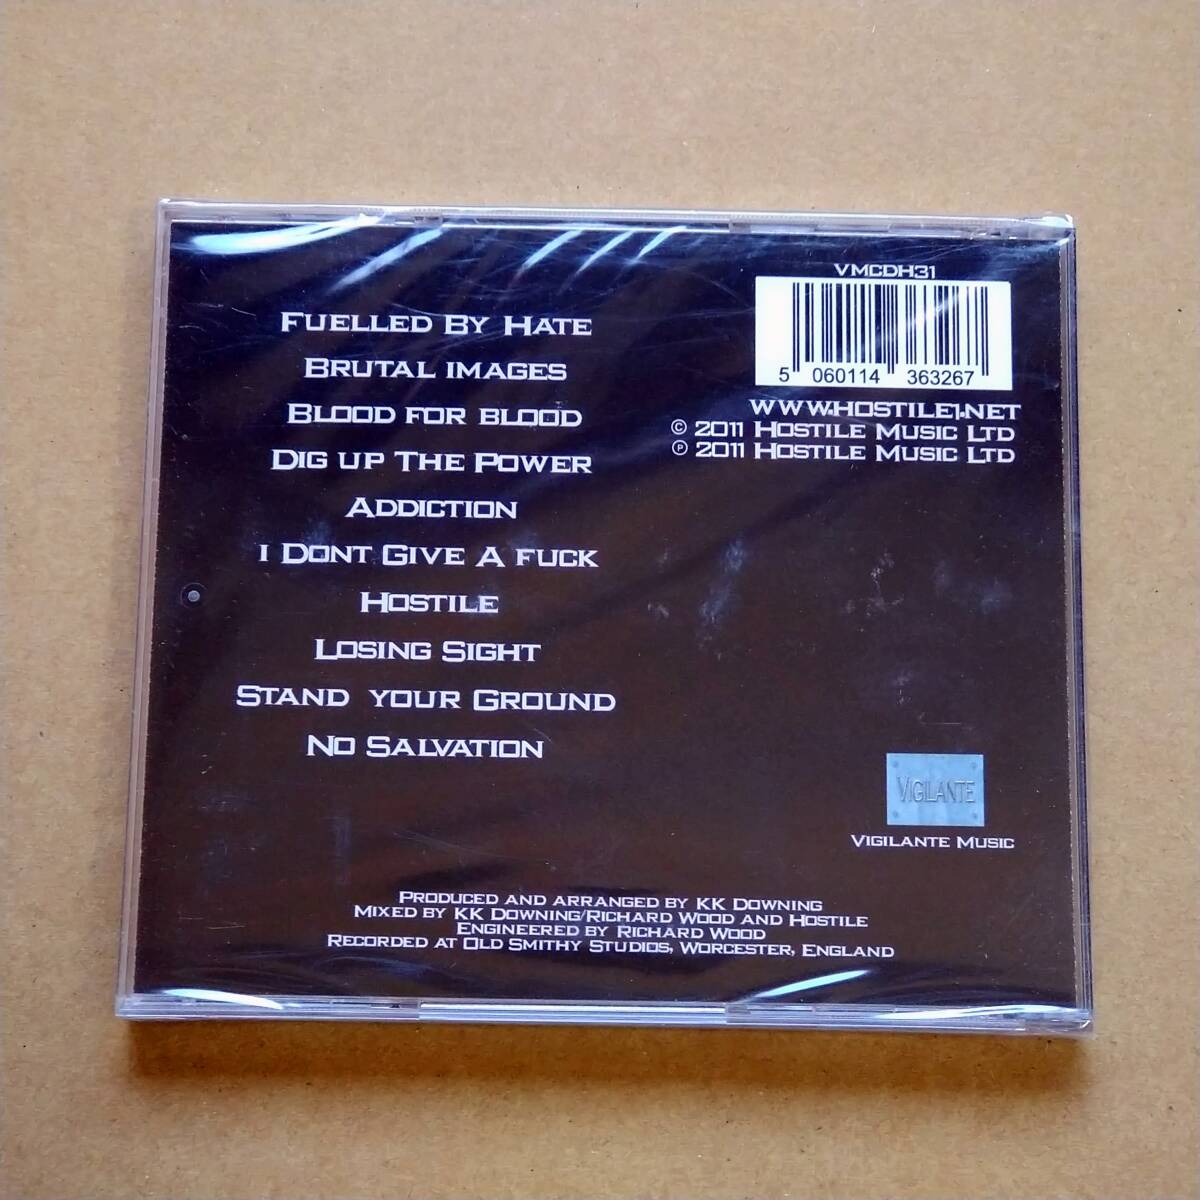 VMCDH31
5 060114 363267
WWW.HOSTILE1.NET
© 2011 HOSTILE MUSIC LTD
℗ 2011 HOSTILE MUSIC LTD
FUELLED BY HATE
BRUTAL IMAGES
BLOOD FOR BLOOD
DIG UP THE POWER
ADDICTION
I DONT GIVE A FUCK
HOSTILE
LOSING SIGHT
STAND YOUR GROUND
NO SALVATION
VIGILANTE
VIGILANTE MUSIC
PRODUCED AND ARRANGED BY KK DOWNING
MIXED BY KK DOWNING/RICHARD WOOD AND HOSTILE
ENGINEERED BY RICHARD WOOD
RECORDED AT OLD SMITHY STUDIOS, WORCESTER, ENGLAND